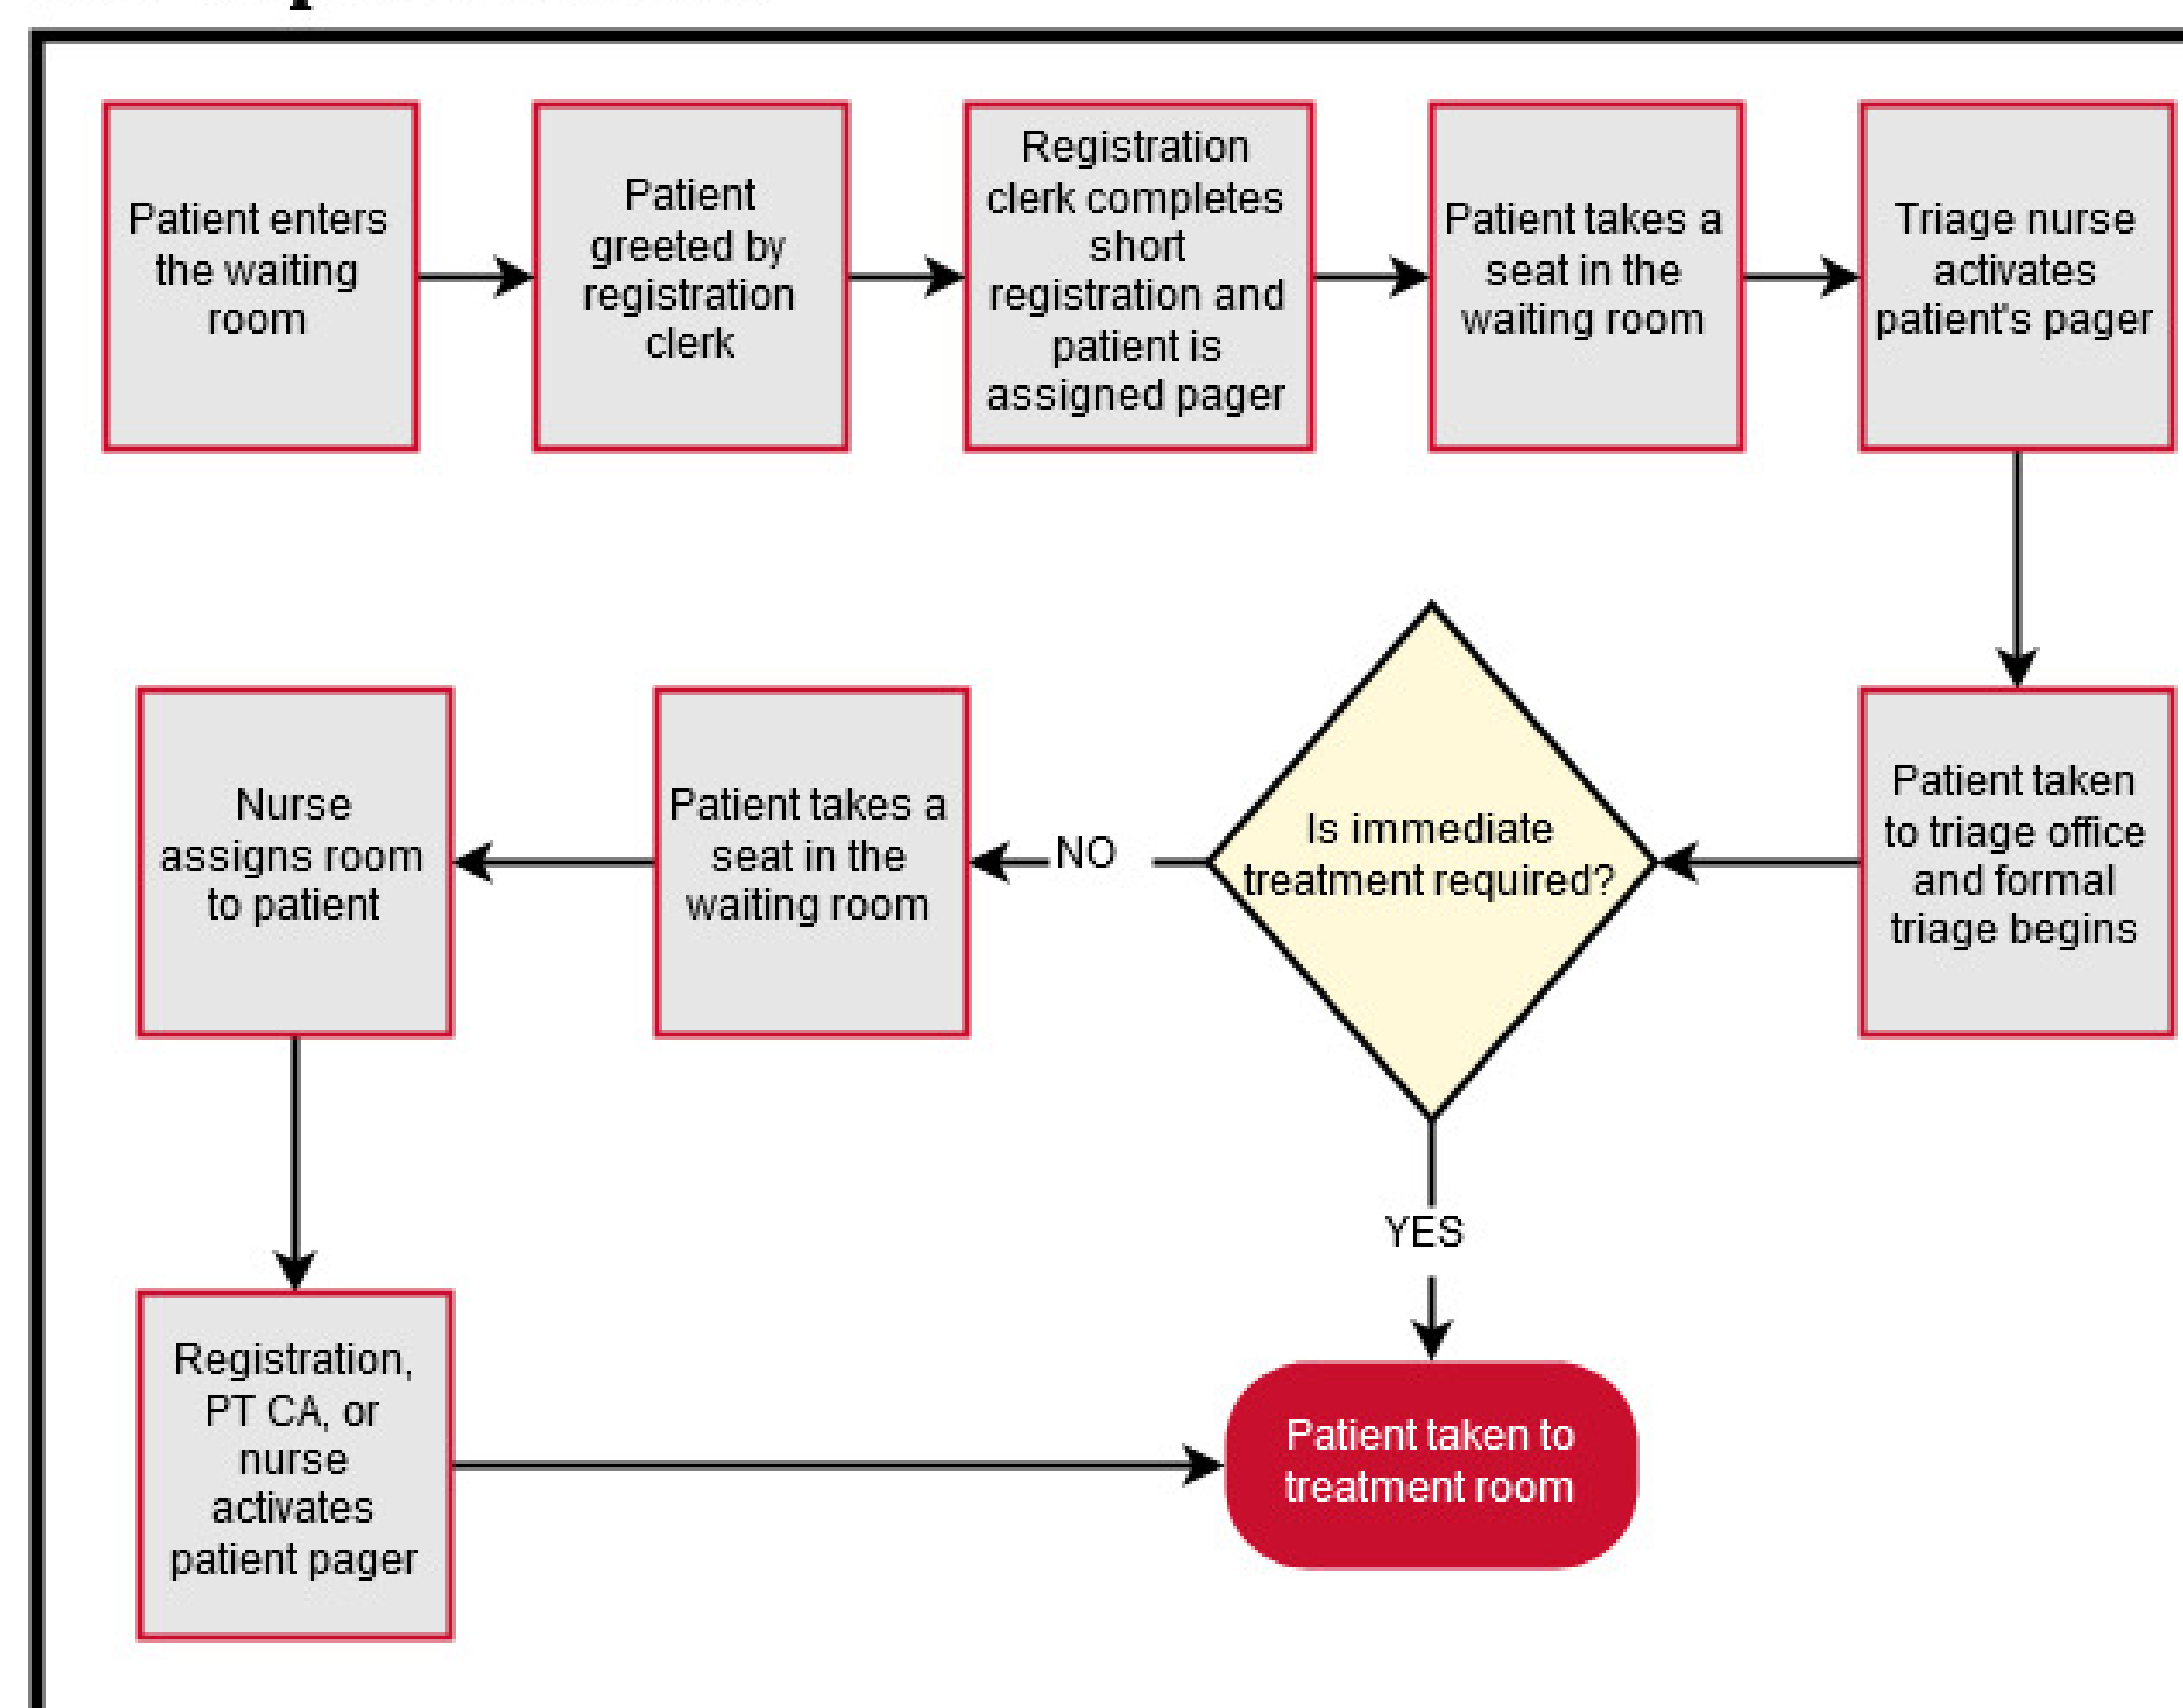 Patient enters
the waiting
room
Patient
greeted by
registration
clerk
Registration
clerk completes
short
registration and
patient is
assigned pager
Patient takes a
seat in the
waiting room
Triage nurse
activates
patient's pager
Patient taken
to triage office
and formal
triage begins
Is immediate
treatment required?
NO
Patient takes a
seat in the
waiting room
Nurse
assigns room
to patient
YES
Registration,
PT CA, or
nurse
activates
patient pager
Patient taken to
treatment room